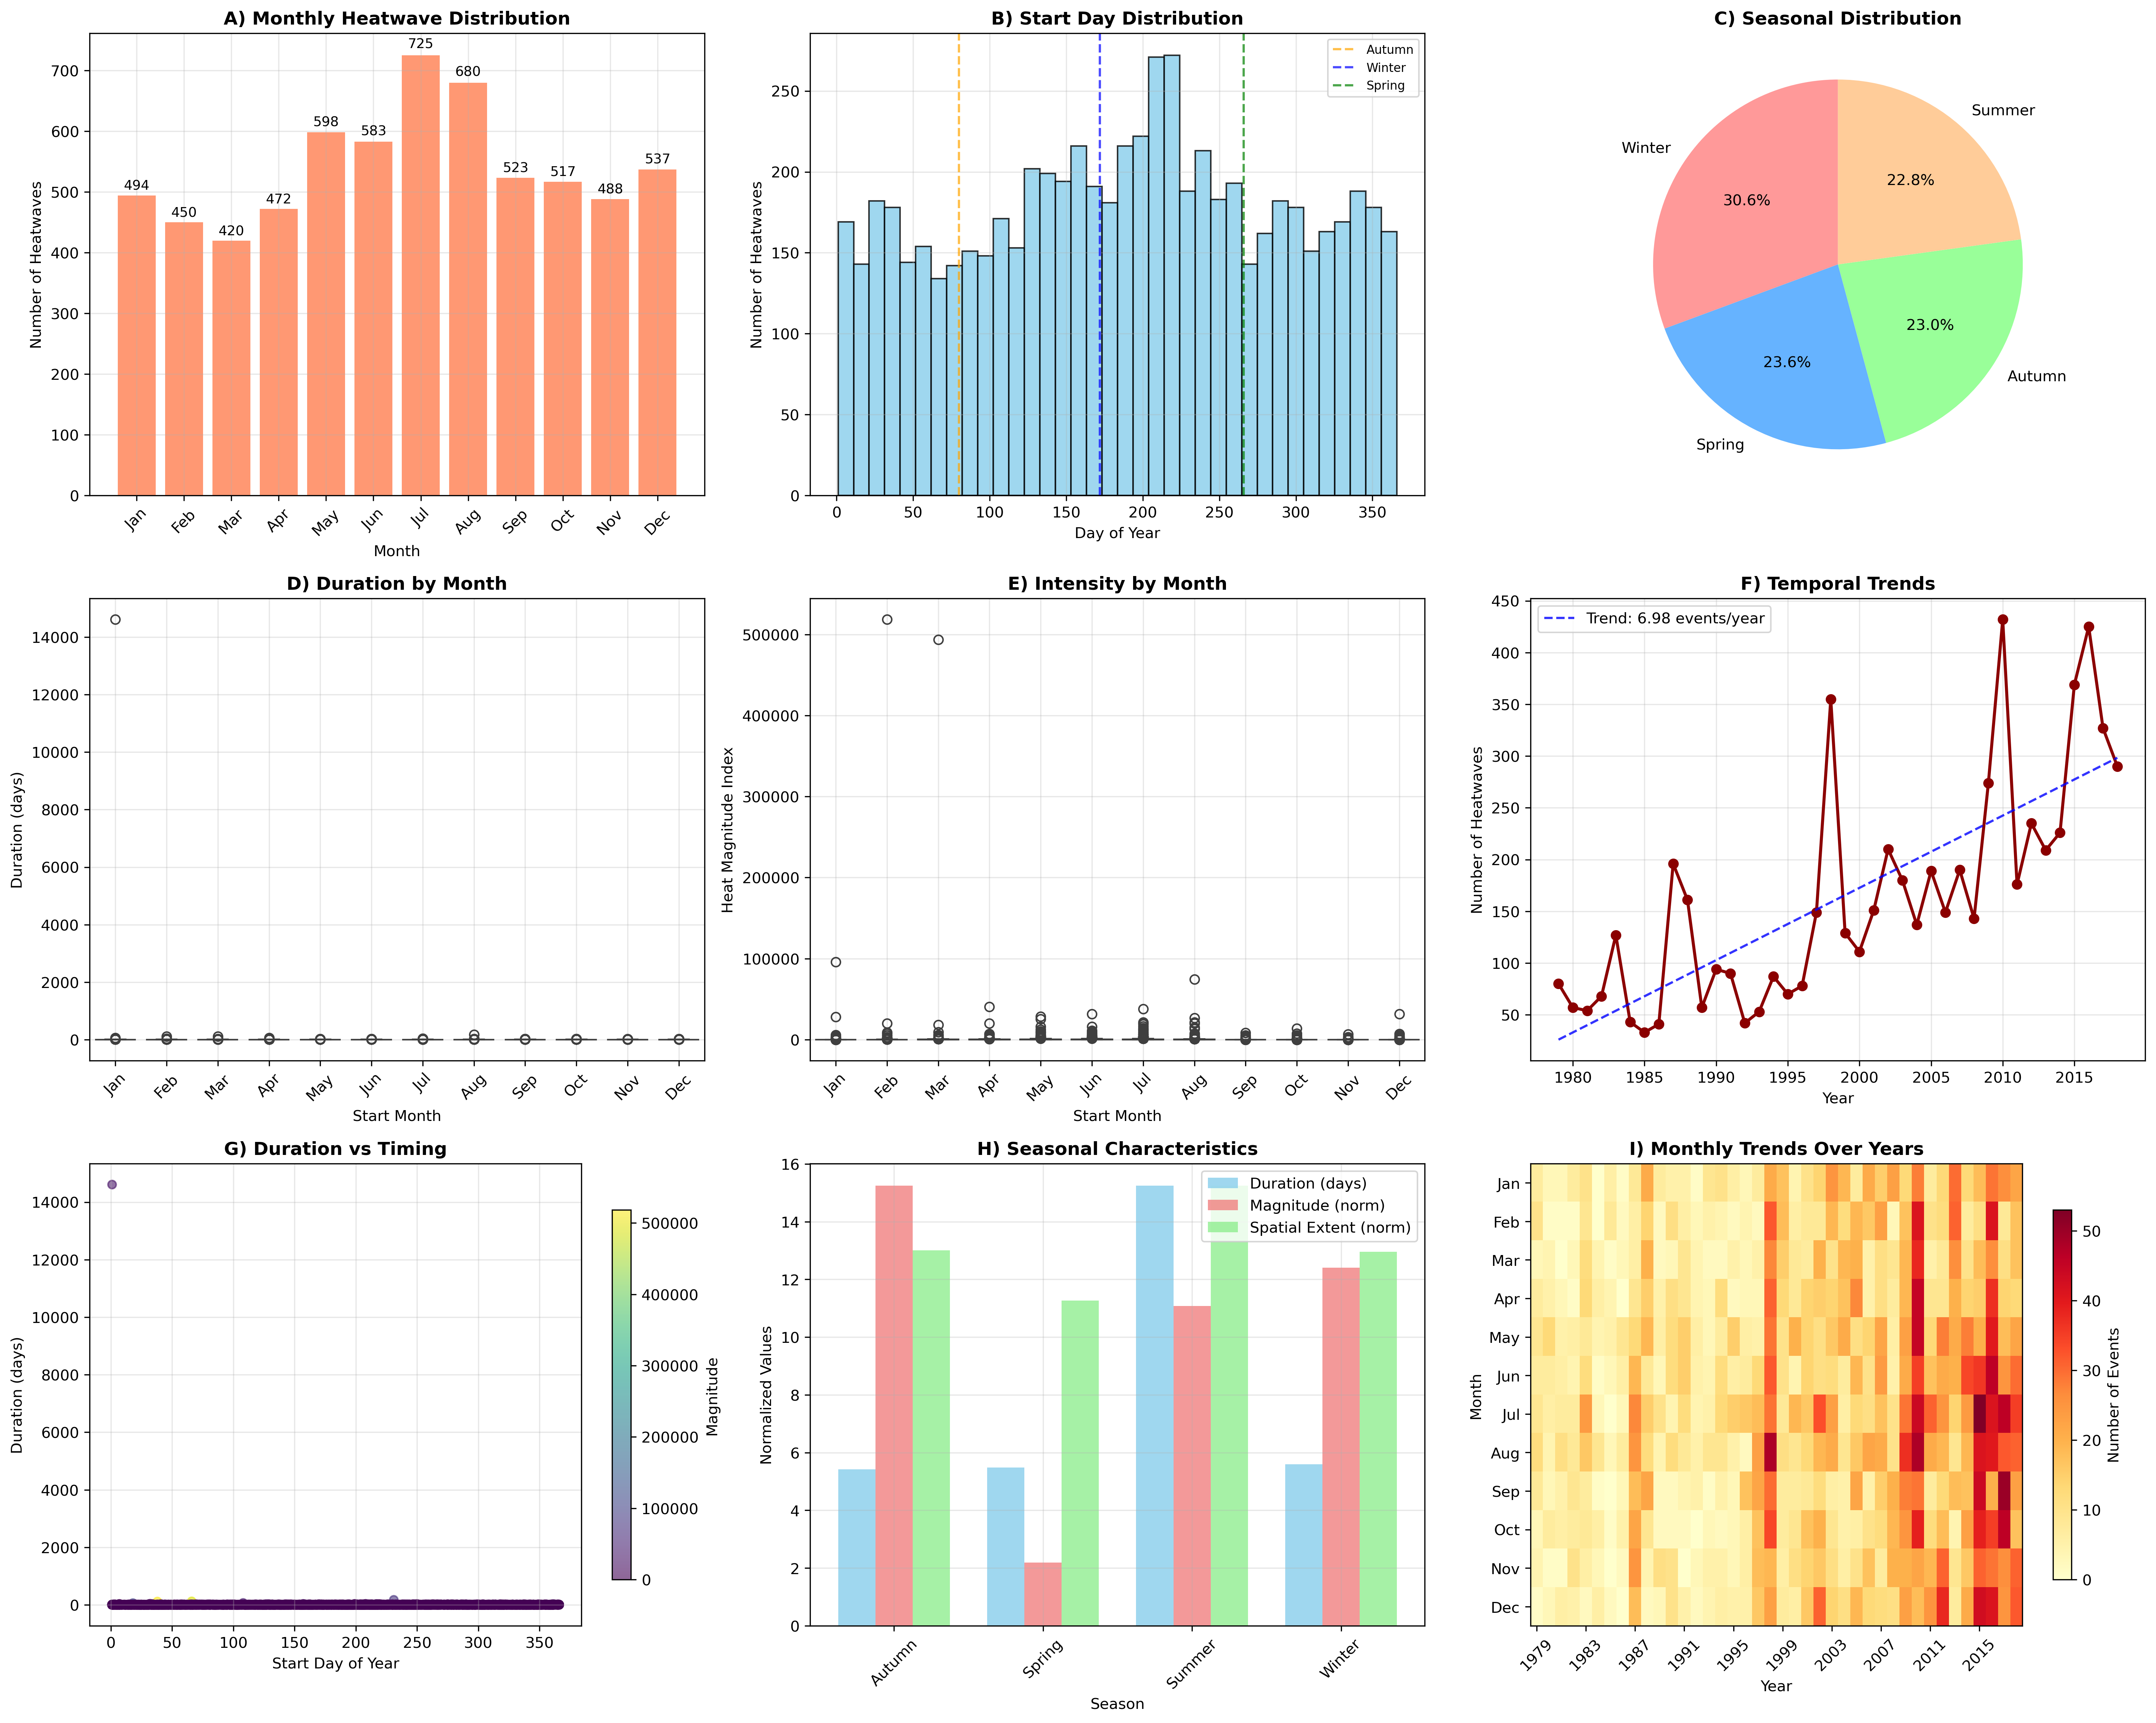 A) Monthly Heatwave Distribution
Number of Heatwaves
700
600
500
400
300
200
100
0
494
450
420
472
598
583
725
680
523
517
488
537
Jan
Feb
Mar
Apr
May
Jun
Jul
Aug
Sep
Oct
Nov
Dec
Month
B) Start Day Distribution
Number of Heatwaves
250
200
150
100
50
0
Autumn
Winter
Spring
0
50
100
150
200
250
300
350
Day of Year
C) Seasonal Distribution
Summer
Winter
22.8%
30.6%
23.0%
23.6%
Autumn
Spring
D) Duration by Month
Duration (days)
14000
12000
10000
8000
6000
4000
2000
0
Jan
Feb
Mar
Apr
May
Jun
Jul
Aug
Sep
Oct
Nov
Dec
Start Month
E) Intensity by Month
Heat Magnitude Index
500000
400000
300000
200000
100000
0
Jan
Feb
Mar
Apr
May
Jun
Jul
Aug
Sep
Oct
Nov
Dec
Start Month
F) Temporal Trends
Number of Heatwaves
450
400
350
300
250
200
150
100
50
Trend: 6.98 events/year
1980
1985
1990
1995
2000
2005
2010
2015
Year
G) Duration vs Timing
Duration (days)
14000
12000
10000
8000
6000
4000
2000
0
0
50
100
150
200
250
300
350
Start Day of Year
500000
400000
300000
200000
100000
0
Magnitude
H) Seasonal Characteristics
Normalized Values
16
14
12
10
8
6
4
2
0
Duration (days)
Magnitude (norm)
Spatial Extent (norm)
Autumn
Spring
Summer
Winter
Season
I) Monthly Trends Over Years
Month
Jan
Feb
Mar
Apr
May
Jun
Jul
Aug
Sep
Oct
Nov
Dec
1979
1983
1987
1991
1995
1999
2003
2007
2011
2015
Year
50
40
30
20
10
0
Number of Events